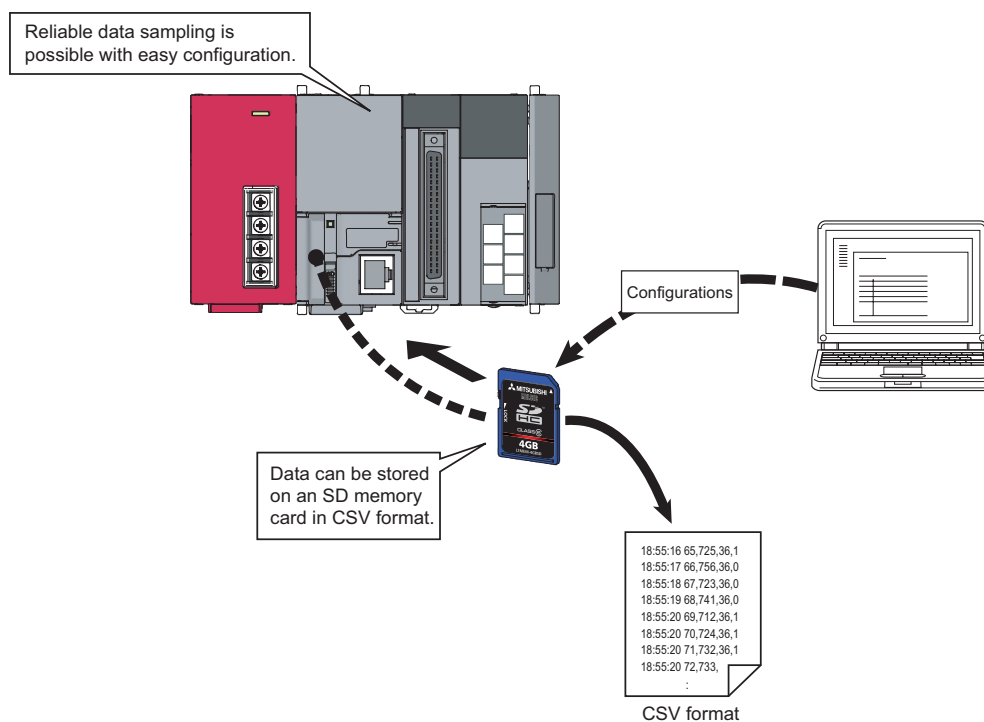 Reliable data sampling is
possible with easy configuration.
Configurations
MITSUBISHI
SD
HC
LOCK
CLASS
4GB
Data can be stored
on an SD memory
card in CSV format.
18:55:16 65,725,36,1
18:55:17 66,756,36,0
18:55:18 67,723,36,0
18:55:19 68,741,36,0
18:55:20 69,712,36,1
18:55:20 70,724,36,1
18:55:20 71,732,36,1
18:55:20 72,733,
:
CSV format